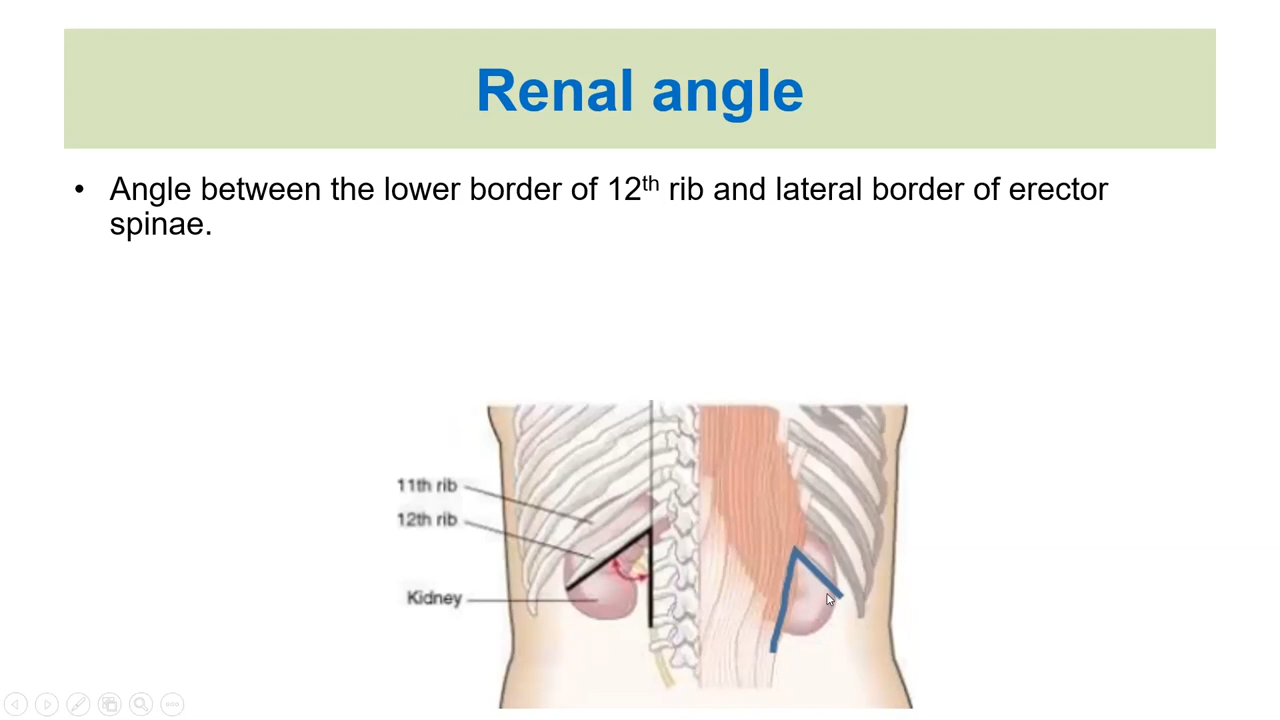 Renal angle
• Angle between the lower border of 12th rib and lateral border of erector
spinae.
11th rib
12th rib
Kidney